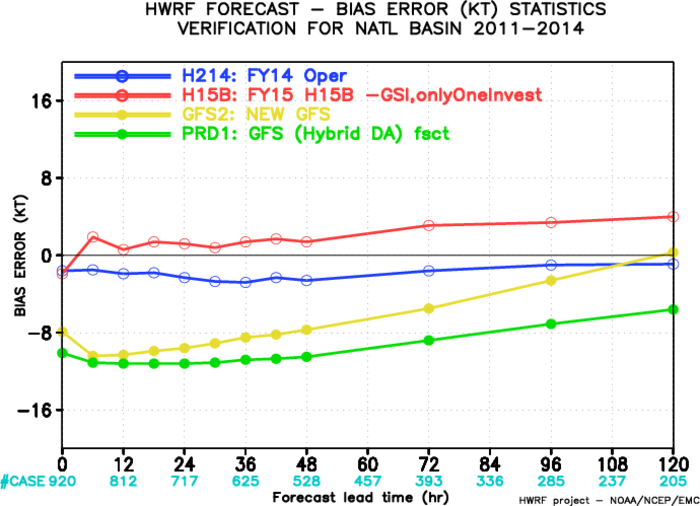 HWRF FORECAST – BIAS ERROR (KT) STATISTICS
VERIFICATION FOR NATL BASIN 2011–2014
H214: FY14 Oper
H15B: FY15 H15B –GSI,onlyOneInvest
GFS2: NEW GFS
PRD1: GFS (Hybrid DA) fsct
BIAS ERROR (KT)
16
8
0
−8
−16
0 12 24 36 48 60 72 84 96 108 120
#CASE 920 812 717 625 528 457 393 336 285 237 205
Forecast lead time (hr)
HWRF project – NOAA/NCEP/EMC